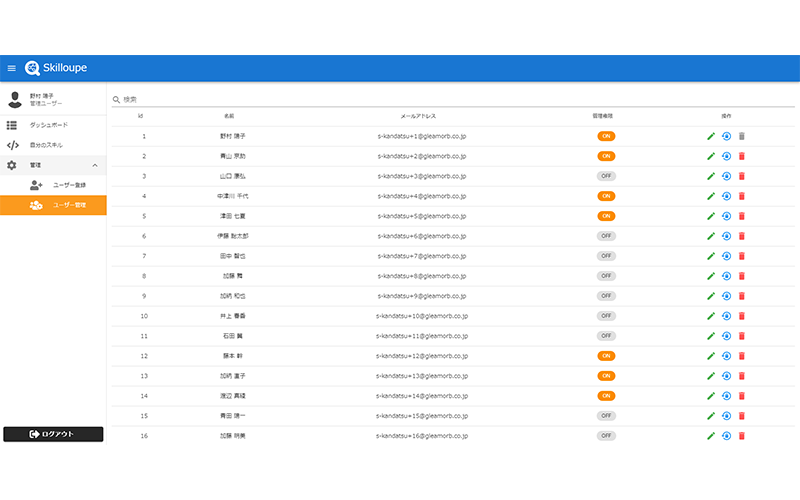 Skilloupe
野村 陽子
管理ユーザー
ダッシュボード
自分のスキル
管理
ユーザー登録
ユーザー管理
ログアウト
検索
id 名前 メールアドレス 管理権限 操作
1 野村 陽子 s-kandatsu+1@gleamorb.co.jp ON
2 青山 京助 s-kandatsu+2@gleamorb.co.jp ON
3 山口 康弘 s-kandatsu+3@gleamorb.co.jp OFF
4 中津川 千代 s-kandatsu+4@gleamorb.co.jp ON
5 津田 七夏 s-kandatsu+5@gleamorb.co.jp ON
6 伊藤 聡太郎 s-kandatsu+6@gleamorb.co.jp OFF
7 田中 智也 s-kandatsu+7@gleamorb.co.jp OFF
8 加藤 舞 s-kandatsu+8@gleamorb.co.jp OFF
9 加納 和也 s-kandatsu+9@gleamorb.co.jp OFF
10 井上 春香 s-kandatsu+10@gleamorb.co.jp OFF
11 石田 翼 s-kandatsu+11@gleamorb.co.jp OFF
12 藤本 幹 s-kandatsu+12@gleamorb.co.jp ON
13 加納 直子 s-kandatsu+13@gleamorb.co.jp ON
14 渡辺 真綾 s-kandatsu+14@gleamorb.co.jp ON
15 青田 陽一 s-kandatsu+15@gleamorb.co.jp OFF
16 加藤 明美 s-kandatsu+16@gleamorb.co.jp OFF